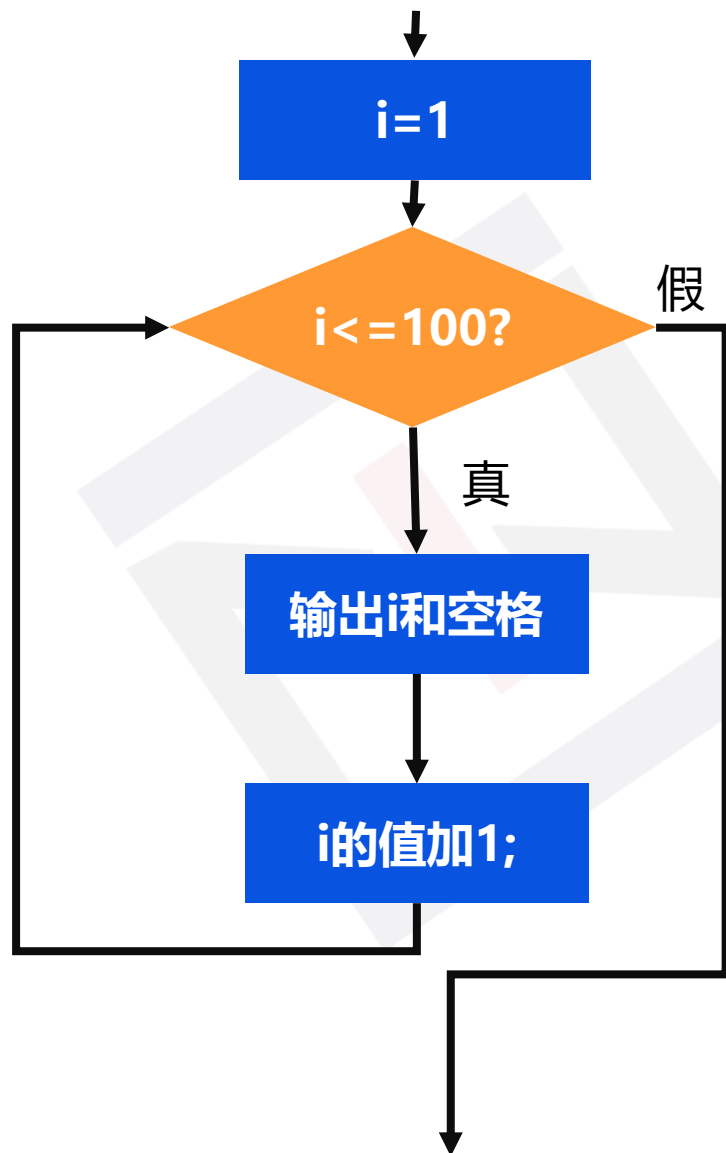 i=1
假
i<=100?
真
输出i和空格
i的值加1;